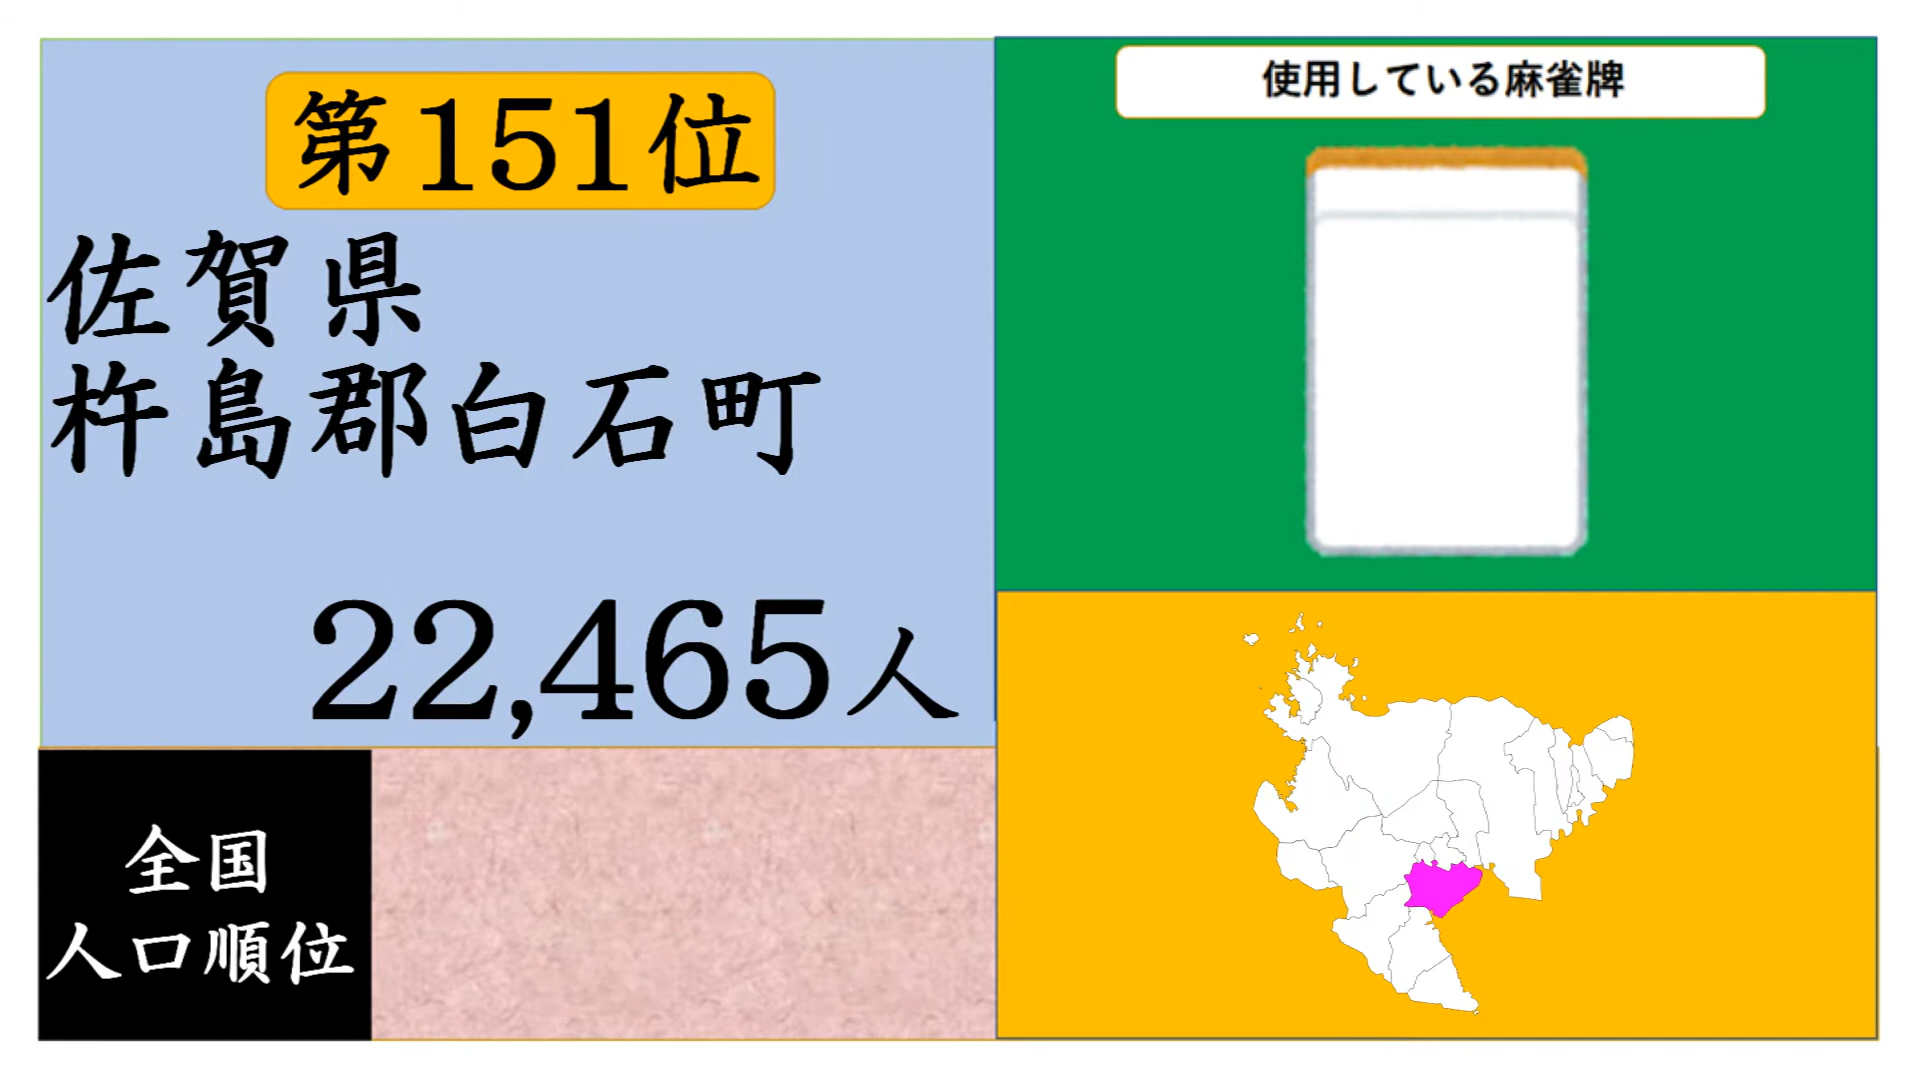 第151位
佐賀県
杵島郡白石町
22,465人
全国
人口順位
使用している麻雀牌